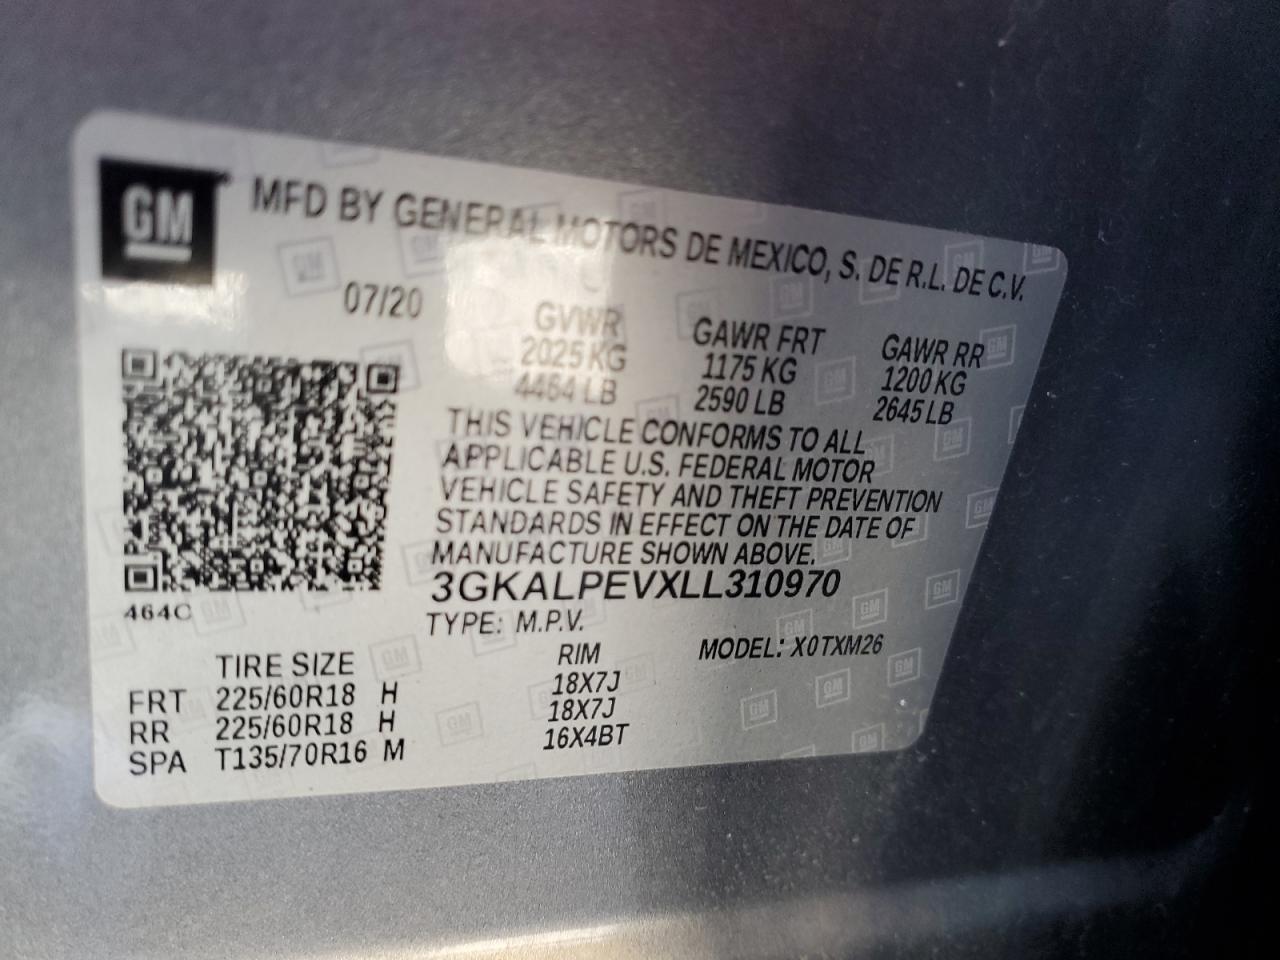 GM
MFD BY GENERAL MOTORS DE MEXICO, S. DE R.L. DE C.V.
07/20
GVWR GAWR FRT GAWR RR
2025 KG 1175 KG 1200 KG
4464 LB 2590 LB 2645 LB
THIS VEHICLE CONFORMS TO ALL
APPLICABLE U.S. FEDERAL MOTOR
VEHICLE SAFETY AND THEFT PREVENTION
STANDARDS IN EFFECT ON THE DATE OF
MANUFACTURE SHOWN ABOVE.
3GKALPEVXLL310970
464C
TYPE: M.P.V. MODEL: X0TXM26
TIRE SIZE RIM
FRT 225/60R18 H 18X7J
RR 225/60R18 H 18X7J
SPA T135/70R16 M 16X4BT